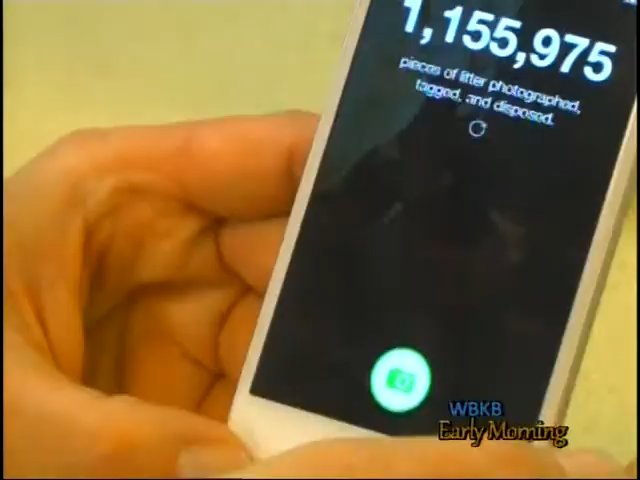 1,155,975
pieces of litter photographed,
tagged, and disposed.
WBKB
Early Morning